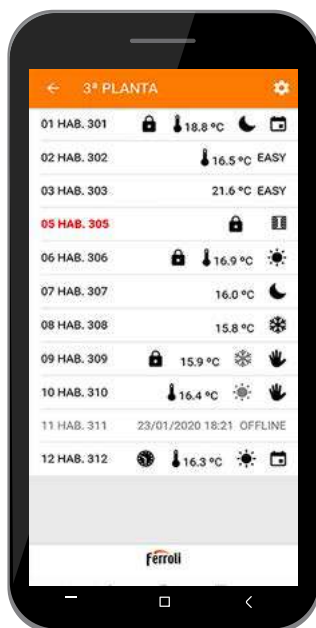 3ª PLANTA
01 HAB. 301 18.8 ºC
02 HAB. 302 16.5 ºC EASY
03 HAB. 303 21.6 ºC EASY
05 HAB. 305
06 HAB. 306 16.9 ºC
07 HAB. 307 16.0 ºC
08 HAB. 308 15.8 ºC
09 HAB. 309 15.9 ºC
10 HAB. 310 16.4 ºC
11 HAB. 311 23/01/2020 18:21 OFFLINE
12 HAB. 312 16.3 ºC
Ferroli